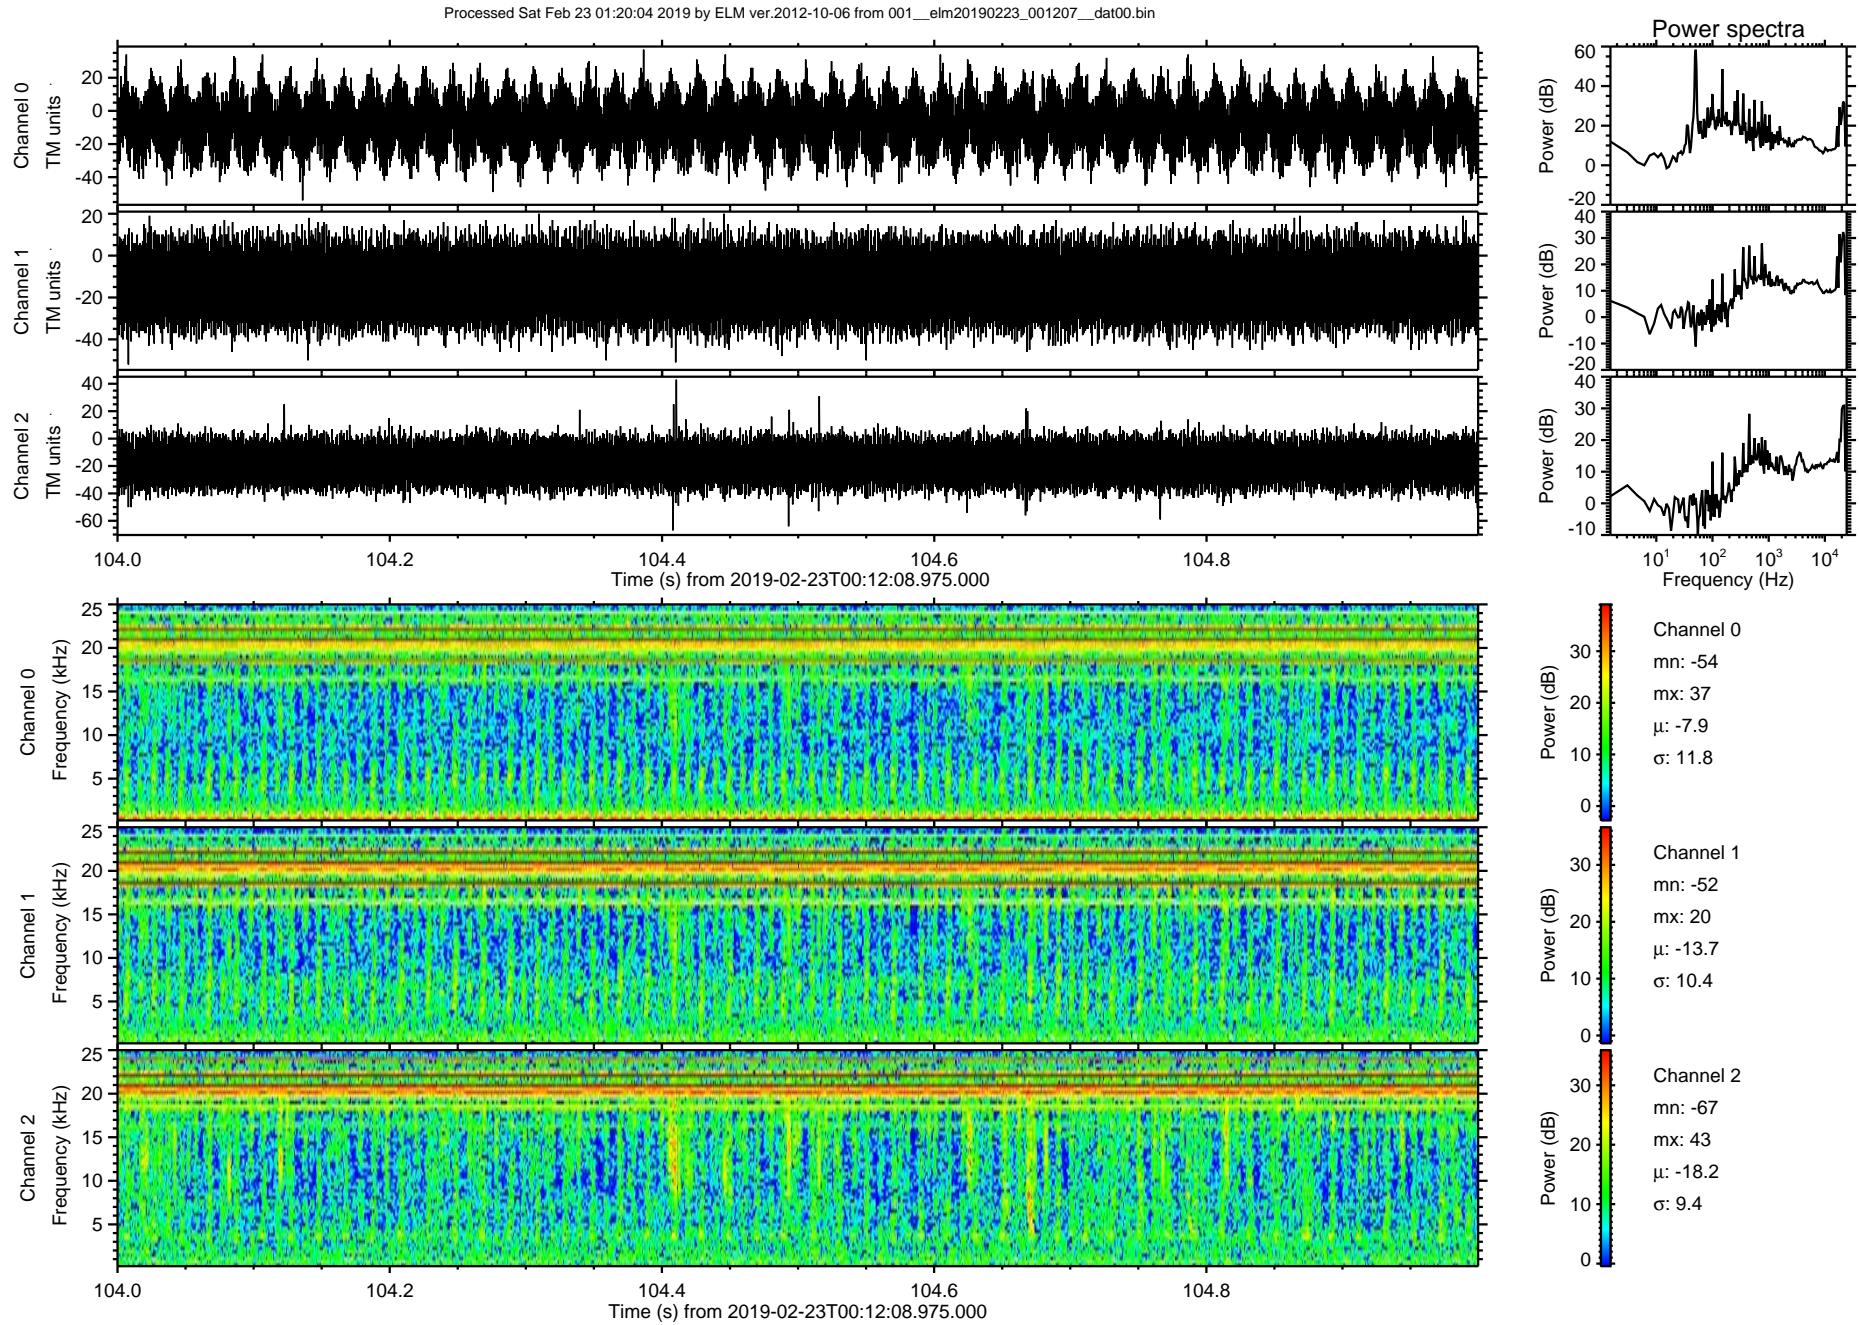 Processed Sat Feb 23 01:20:04 2019 by ELM ver.2012-10-06 from 001__elm20190223_001207__dat00.bin
Power spectra
Channel 0
TM units
20
0
-20
-40
Power (dB)
60
40
20
0
-20
Channel 1
TM units
20
0
-20
-40
Power (dB)
40
30
20
10
0
-10
-20
Channel 2
TM units
40
20
0
-20
-40
-60
Power (dB)
40
30
20
10
0
-10
104.0 104.2 104.4 104.6 104.8
Time (s) from 2019-02-23T00:12:08.975.000
10^1 10^2 10^3 10^4
Frequency (Hz)
Channel 0
Frequency (kHz)
25
20
15
10
5
Power (dB)
30
20
10
0
Channel 0
mn: -54
mx: 37
μ: -7.9
σ: 11.8
Channel 1
Frequency (kHz)
25
20
15
10
5
Power (dB)
30
20
10
0
Channel 1
mn: -52
mx: 20
μ: -13.7
σ: 10.4
Channel 2
Frequency (kHz)
25
20
15
10
5
Power (dB)
30
20
10
0
Channel 2
mn: -67
mx: 43
μ: -18.2
σ: 9.4
104.0 104.2 104.4 104.6 104.8
Time (s) from 2019-02-23T00:12:08.975.000